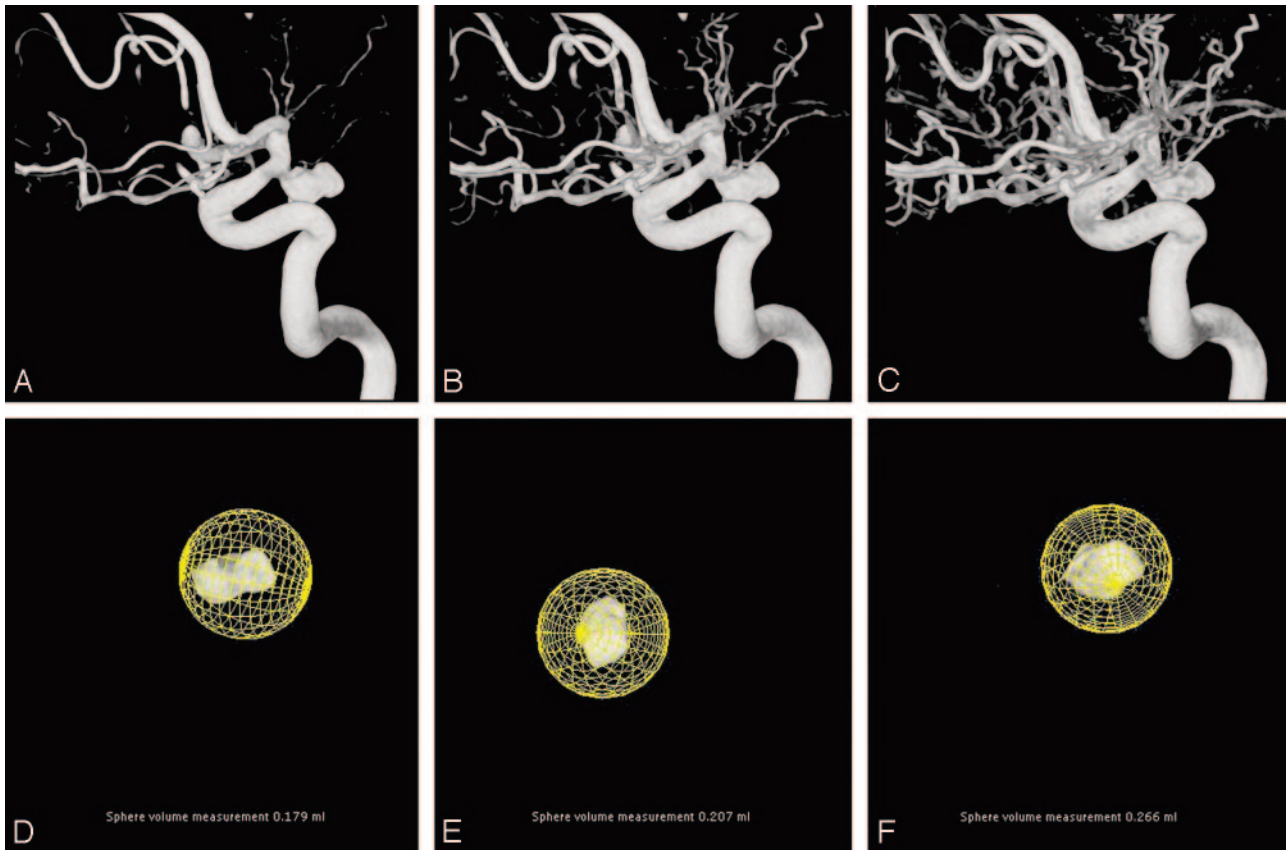 A
B
C
D
Sphere volume measurement 0.179 ml
E
Sphere volume measurement 0.207 ml
F
Sphere volume measurement 0.266 ml